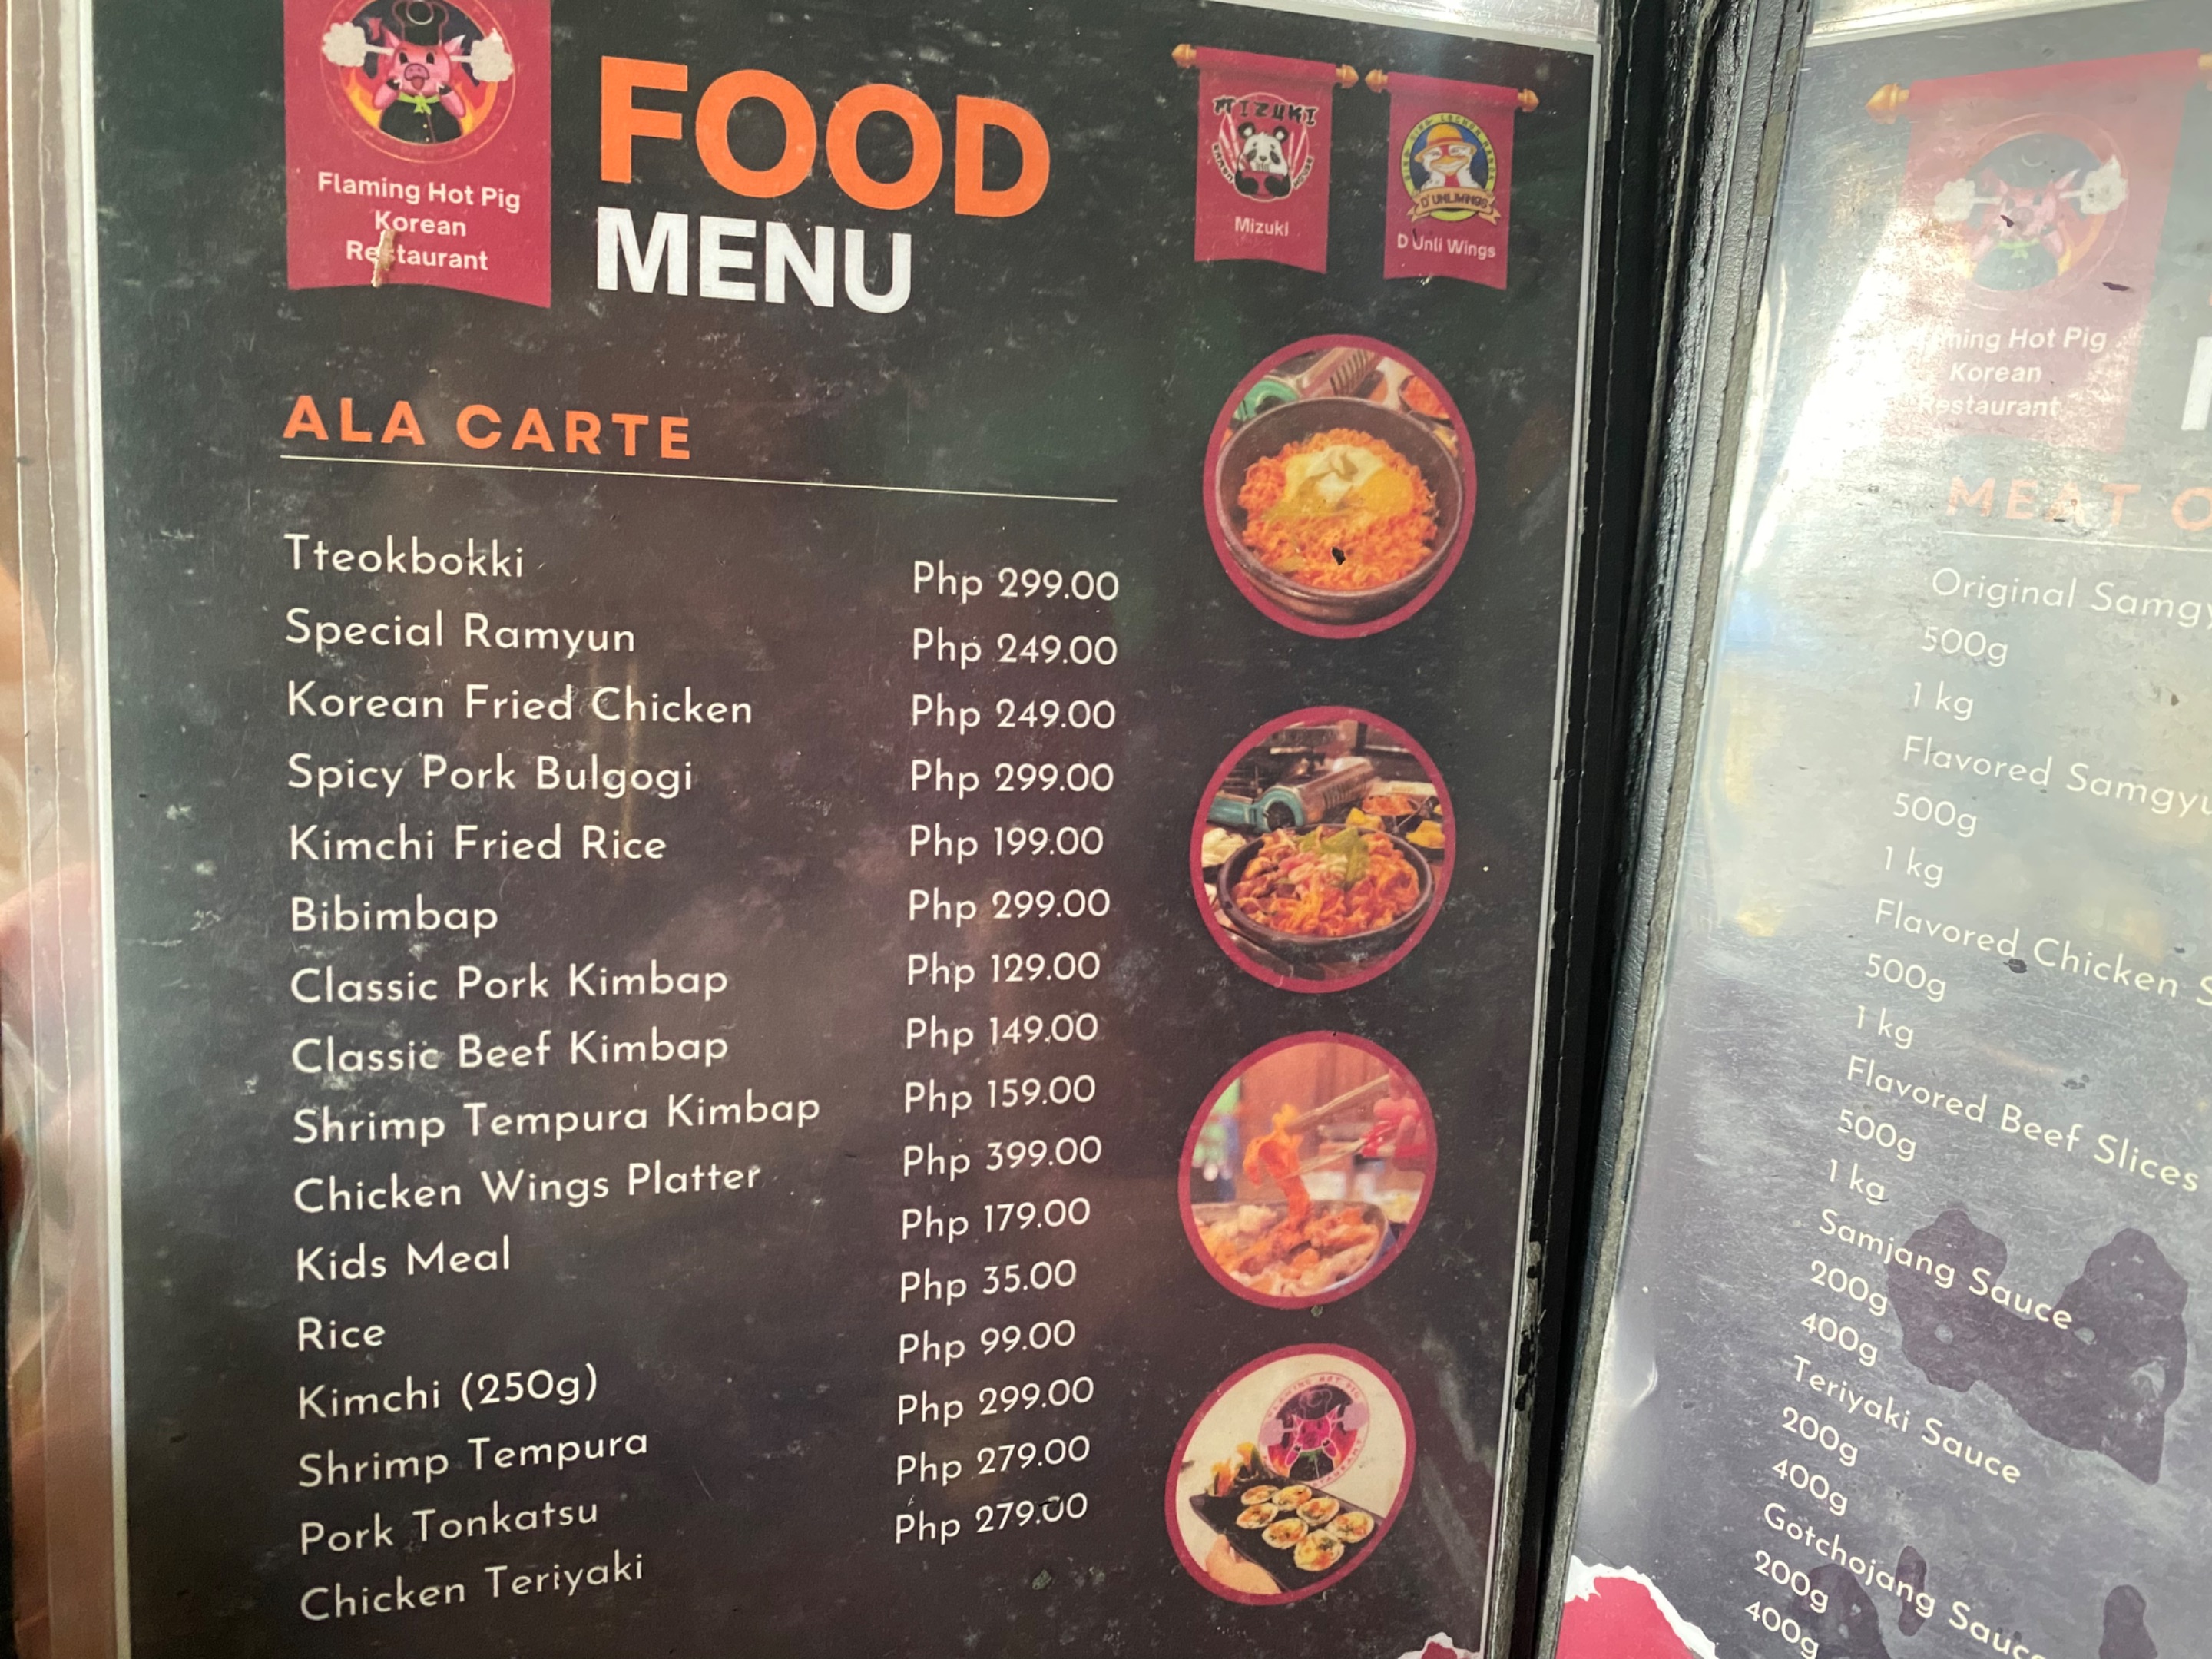 Flaming Hot Pig
Korean
Restaurant
FOOD
MENU
MIZUKI
Mizuki
D'UNLIWINGS
D Unli Wings
ALA CARTE
Tteokbokki Php 299.00
Special Ramyun Php 249.00
Korean Fried Chicken Php 249.00
Spicy Pork Bulgogi Php 299.00
Kimchi Fried Rice Php 199.00
Bibimbap Php 299.00
Classic Pork Kimbap Php 129.00
Classic Beef Kimbap Php 149.00
Shrimp Tempura Kimbap Php 159.00
Chicken Wings Platter Php 399.00
Kids Meal Php 179.00
Rice Php 35.00
Kimchi (250g) Php 99.00
Shrimp Tempura Php 299.00
Pork Tonkatsu Php 279.00
Chicken Teriyaki Php 279.00
ming Hot Pig
Korean
Restaurant
MEAT O
Original Samgy
500g
1 kg
Flavored Samgyu
500g
1 kg
Flavored Chicken S
500g
1 kg
Flavored Beef Slices
500g
1 kg
Samjang Sauce
200g
400g
Teriyaki Sauce
200g
400g
Gotchojang Sauce
200g
400g